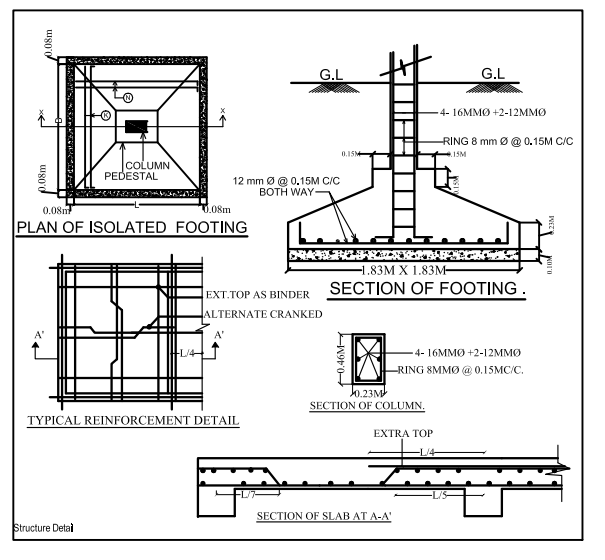 0.08m
0.08m
X
X
B
N
K
COLUMN
PEDESTAL
0.08m
0.08m
L
0.08m
PLAN OF ISOLATED FOOTING
G.L
G.L
4- 16MMØ +2-12MMØ
RING 8 mm Ø @ 0.15M C/C
0.15M
0.15M
0.15M
12 mm Ø @ 0.15M C/C
BOTH WAY
0.23M
0.10M
1.83M X 1.83M
SECTION OF FOOTING .
EXT.TOP AS BINDER
ALTERNATE CRANKED
A'
A'
L/4
TYPICAL REINFORCEMENT DETAIL
0.46M
4- 16MMØ +2-12MMØ
RING 8MMØ @ 0.15MC/C.
0.23M
SECTION OF COLUMN.
EXTRA TOP
L/4
L/7
L/5
SECTION OF SLAB AT A-A'
Structure Detail